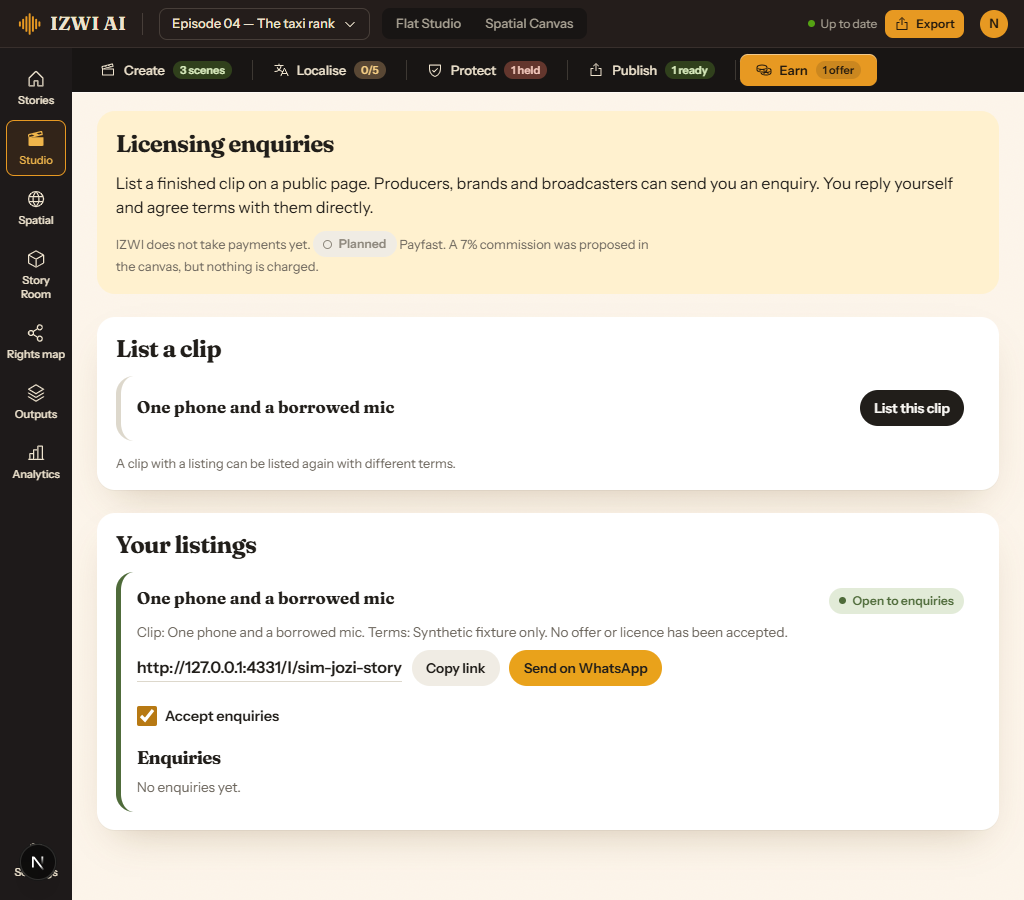 IZWI AI
Episode 04 — The taxi rank
Flat Studio
Spatial Canvas
Up to date
Export
N
Create
3 scenes
Localise
0/5
Protect
1 held
Publish
1 ready
Earn
1 offer
Stories
Studio
Spatial
Story
Room
Rights map
Outputs
Analytics
N
Licensing enquiries
List a finished clip on a public page. Producers, brands and broadcasters can send you an enquiry. You reply yourself
and agree terms with them directly.
IZWI does not take payments yet. Planned Payfast. A 7% commission was proposed in
the canvas, but nothing is charged.
List a clip
One phone and a borrowed mic
List this clip
A clip with a listing can be listed again with different terms.
Your listings
One phone and a borrowed mic
Open to enquiries
Clip: One phone and a borrowed mic. Terms: Synthetic fixture only. No offer or licence has been accepted.
http://127.0.0.1:4331/l/sim-jozi-story
Copy link
Send on WhatsApp
Accept enquiries
Enquiries
No enquiries yet.